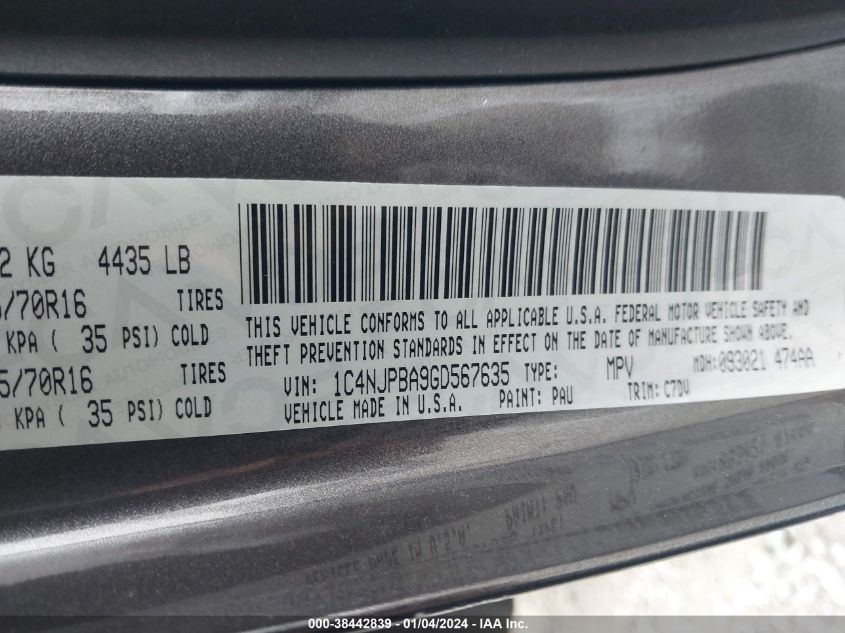 2 KG 4435 LB
/70R16 TIRES
KPA ( 35 PSI) COLD
5/70R16 TIRES
KPA ( 35 PSI) COLD
THIS VEHICLE CONFORMS TO ALL APPLICABLE U.S.A. FEDERAL MOTOR VEHICLE SAFETY AND
THEFT PREVENTION STANDARDS IN EFFECT ON THE DATE OF MANUFACTURE SHOWN ABOVE.
VIN: 1C4NJPBA9GD567635 TYPE: MPV MDH: 093021 474AA
VEHICLE MADE IN U.S.A. PAINT: PAU TRIM: C7DV
000-38442839 - 01/04/2024 - IAA Inc.